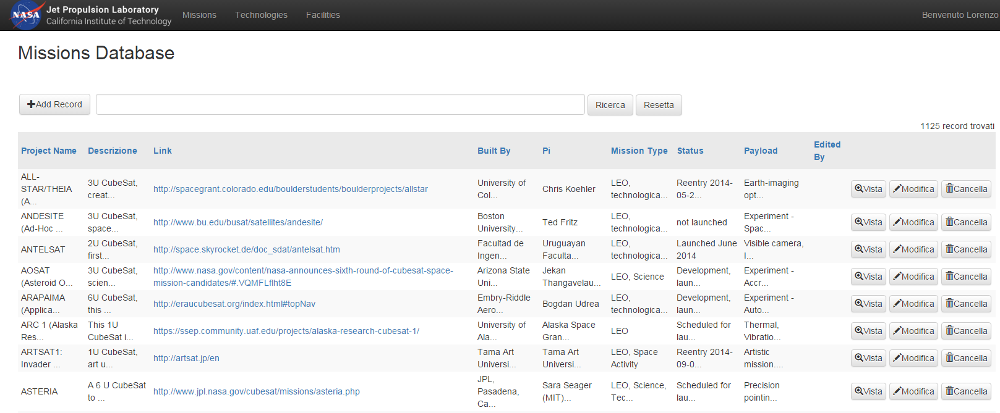 NASA Jet Propulsion Laboratory
California Institute of Technology
Missions Technologies Facilities Benvenuto Lorenzo
Missions Database
Add Record Ricerca Resetta
1125 record trovati
Project Name Descrizione Link Built By Pi Mission Type Status Payload Edited
By
ALL-
STAR/THEIA
(A...
3U CubeSat,
creat...
http://spacegrant.colorado.edu/boulderstudents/boulderprojects/allstar
University of
Col...
Chris Koehler
LEO,
technologica...
Reentry 2014-
05-2...
Earth-imaging
opt...
Vista Modifica Cancella
ANDESITE
(Ad-Hoc ...
3U CubeSat,
space...
http://www.bu.edu/busat/satellites/andesite/
Boston
University...
Ted Fritz
LEO,
technologica...
not launched
Experiment -
Spac...
Vista Modifica Cancella
ANTELSAT
2U CubeSat,
first...
http://space.skyrocket.de/doc_sdat/antelsat.htm
Facultad de
Ingen...
Uruguayan
Faculta...
LEO,
technologica...
Launched June
2014
Visible camera,
I...
Vista Modifica Cancella
AOSAT
(Asteroid O...
3U CubeSat,
scien...
http://www.nasa.gov/content/nasa-announces-sixth-round-of-cubesat-space-
mission-candidates/#.VQMFLflht8E
Arizona State
Uni...
Jekan
Thangavelau...
LEO, Science
Development,
laun...
Experiment -
Accr...
Vista Modifica Cancella
ARAPAIMA
(Applica...
6U CubeSat,
this ...
http://eraucubesat.org/index.html#topNav
Embry-Riddle
Aero...
Bogdan Udrea
LEO,
technologica...
Development,
laun...
Experiment -
Auto...
Vista Modifica Cancella
ARC 1 (Alaska
Res...
This 1U
CubeSat i...
https://ssep.community.uaf.edu/projects/alaska-research-cubesat-1/
University of
Ala...
Alaska Space
Gran...
LEO
Scheduled for
lau...
Thermal,
Vibratio...
Vista Modifica Cancella
ARTSAT1:
Invader ...
1U CubeSat,
art u...
http://artsat.jp/en
Tama Art
Universi...
Tama Art
Universi...
LEO, Space
Activity
Reentry 2014-
09-0...
Artistic
mission....
Vista Modifica Cancella
ASTERIA
A 6 U CubeSat
to ...
http://www.jpl.nasa.gov/cubesat/missions/asteria.php
JPL,
Pasadena,
Ca...
Sara Seager
(MIT)...
LEO, Science,
Tec...
Scheduled for
lau...
Precision
pointin...
Vista Modifica Cancella